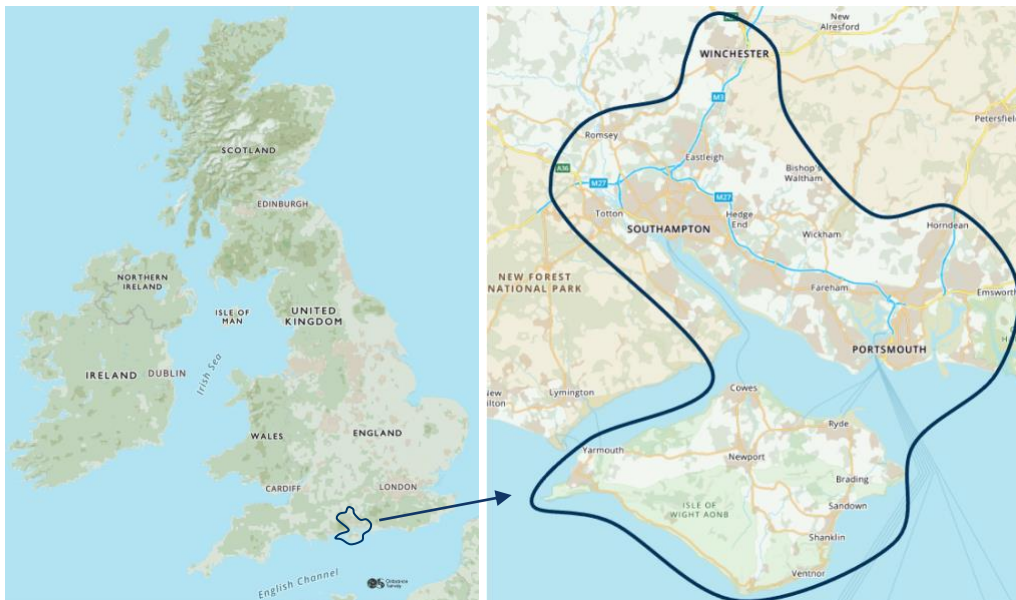 SCOTLAND
EDINBURGH
NORTHERN
IRELAND
ISLE OF
MAN
UNITED
KINGDOM
Irish Sea
IRELAND
DUBLIN
WALES
ENGLAND
CARDIFF
LONDON
English Channel
Ordnance
Survey
New
Alresford
WINCHESTER
M3
Petersfield
Romsey
Eastleigh
A36
M27
Bishop's
Waltham
M27
Totton
Hedge
End
SOUTHAMPTON
Wickham
Horndean
NEW FOREST
NATIONAL PARK
Fareham
Emsworth
PORTSMOUTH
Cowes
Lymington
New
Yarmouth
Ryde
Newport
Brading
ISLE OF
WIGHT AONB
Sandown
Shanklin
Ventnor